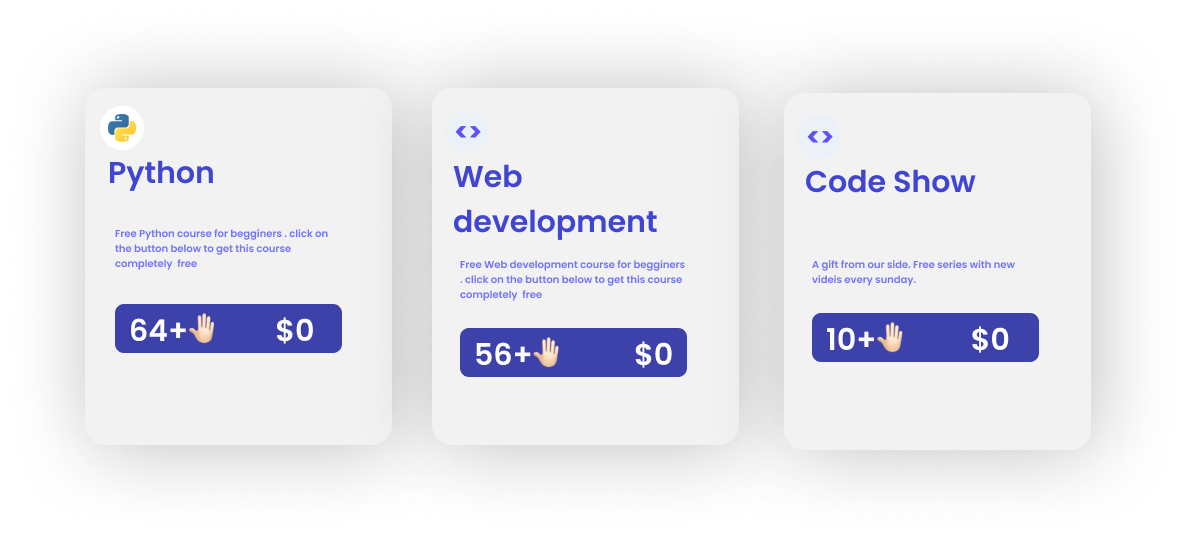 Python
Free Python course for begginers . click on
the button below to get this course
completely free
64+🤚🏻 $0
Web
development
Free Web development course for begginers
. click on the button below to get this course
completely free
56+🤚🏻 $0
Code Show
A gift from our side. Free series with new
videis every sunday.
10+🤚🏻 $0